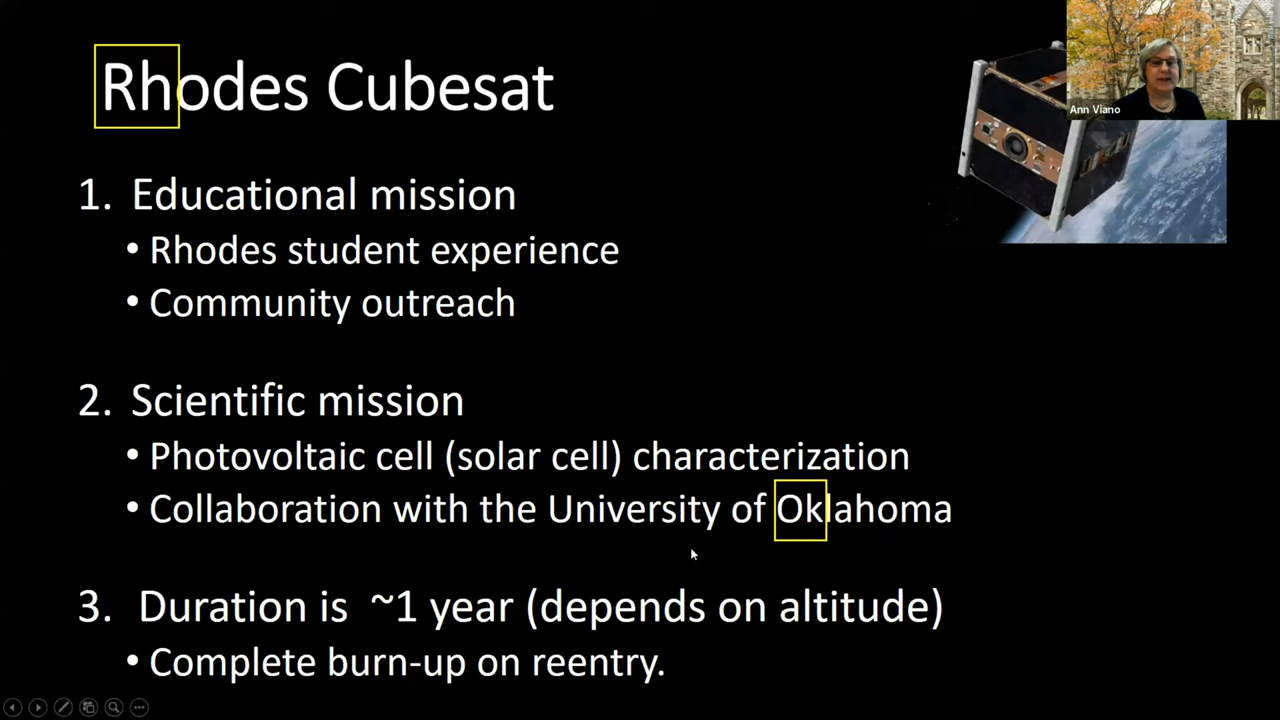 Rhodes Cubesat
Ann Viano
1. Educational mission
• Rhodes student experience
• Community outreach
2. Scientific mission
• Photovoltaic cell (solar cell) characterization
• Collaboration with the University of Oklahoma
3. Duration is ~1 year (depends on altitude)
• Complete burn-up on reentry.